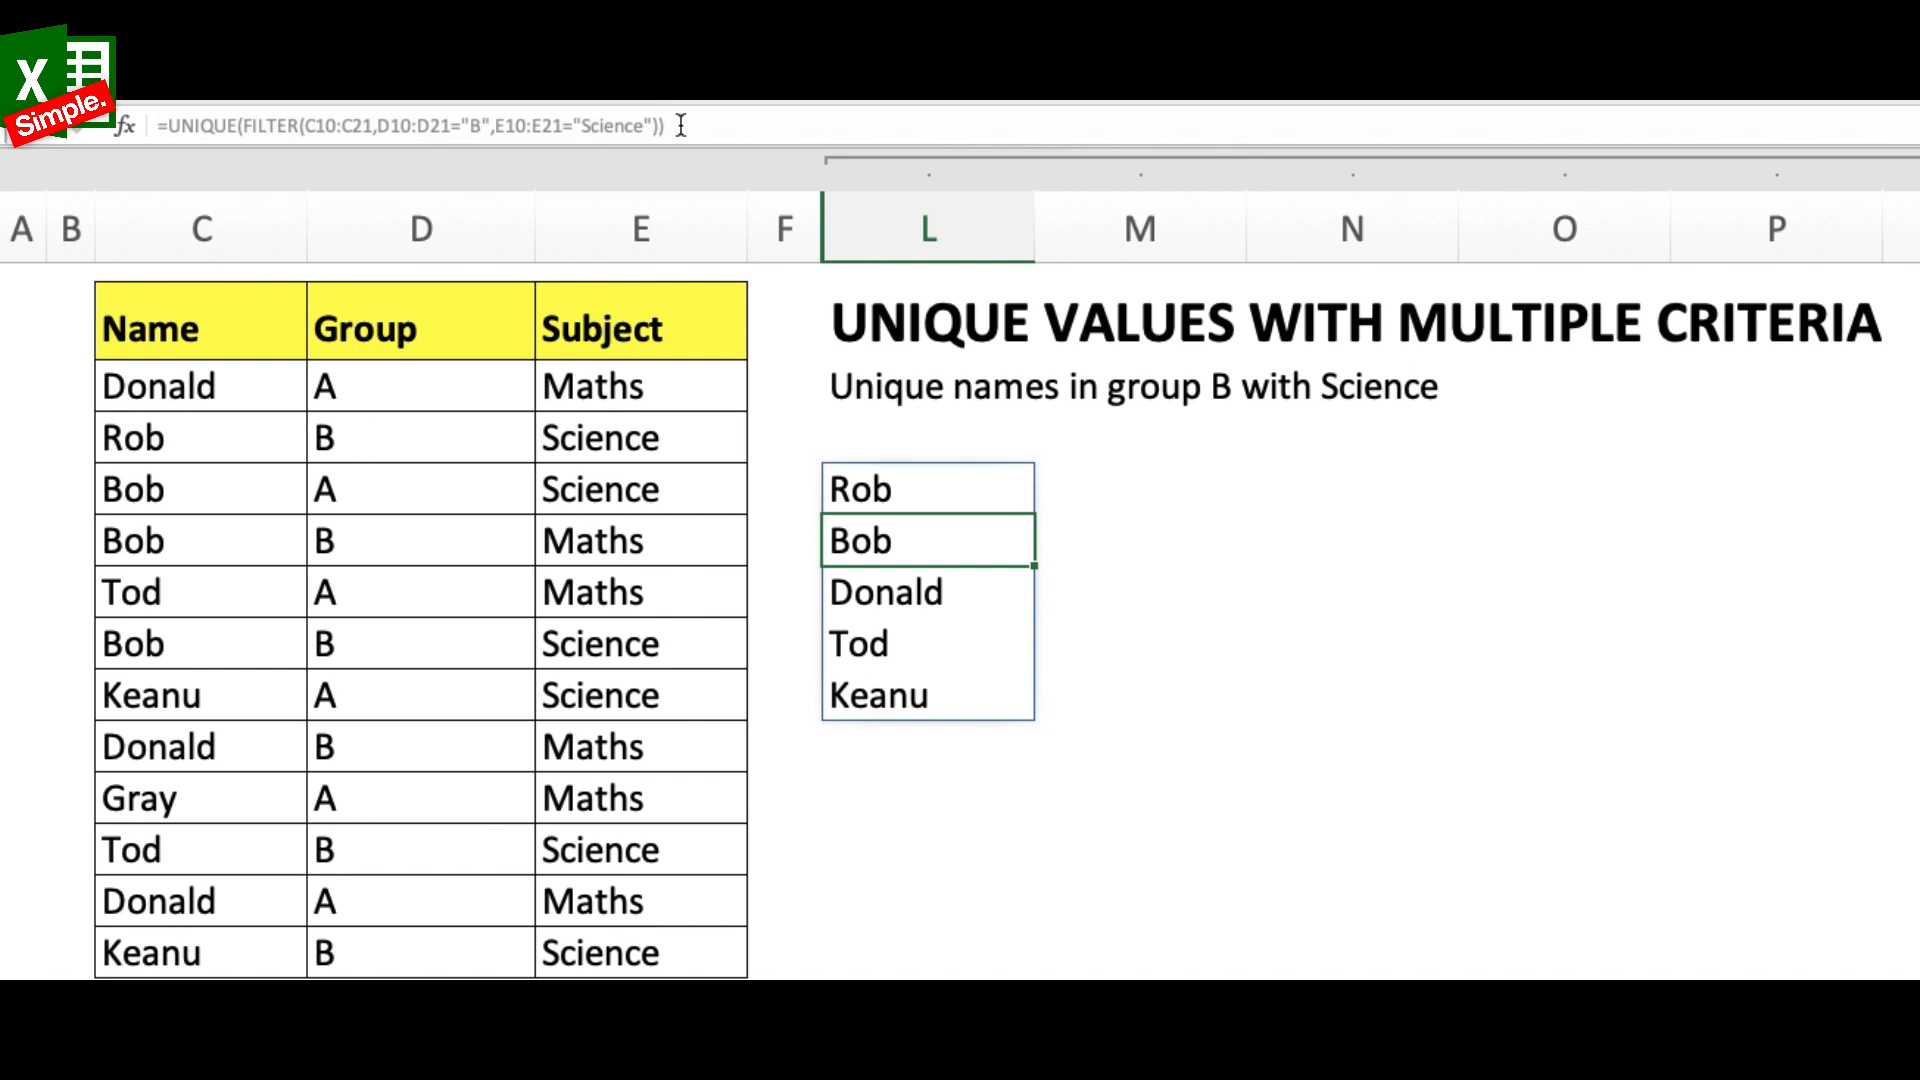 X
Simple.
fx =UNIQUE(FILTER(C10:C21,D10:D21="B",E10:E21="Science"))
A B C D E F L M N O P
Name Group Subject
UNIQUE VALUES WITH MULTIPLE CRITERIA
Donald A Maths
Unique names in group B with Science
Rob B Science
Bob A Science
Rob
Bob B Maths
Bob
Tod A Maths
Donald
Bob B Science
Tod
Keanu A Science
Keanu
Donald B Maths
Gray A Maths
Tod B Science
Donald A Maths
Keanu B Science